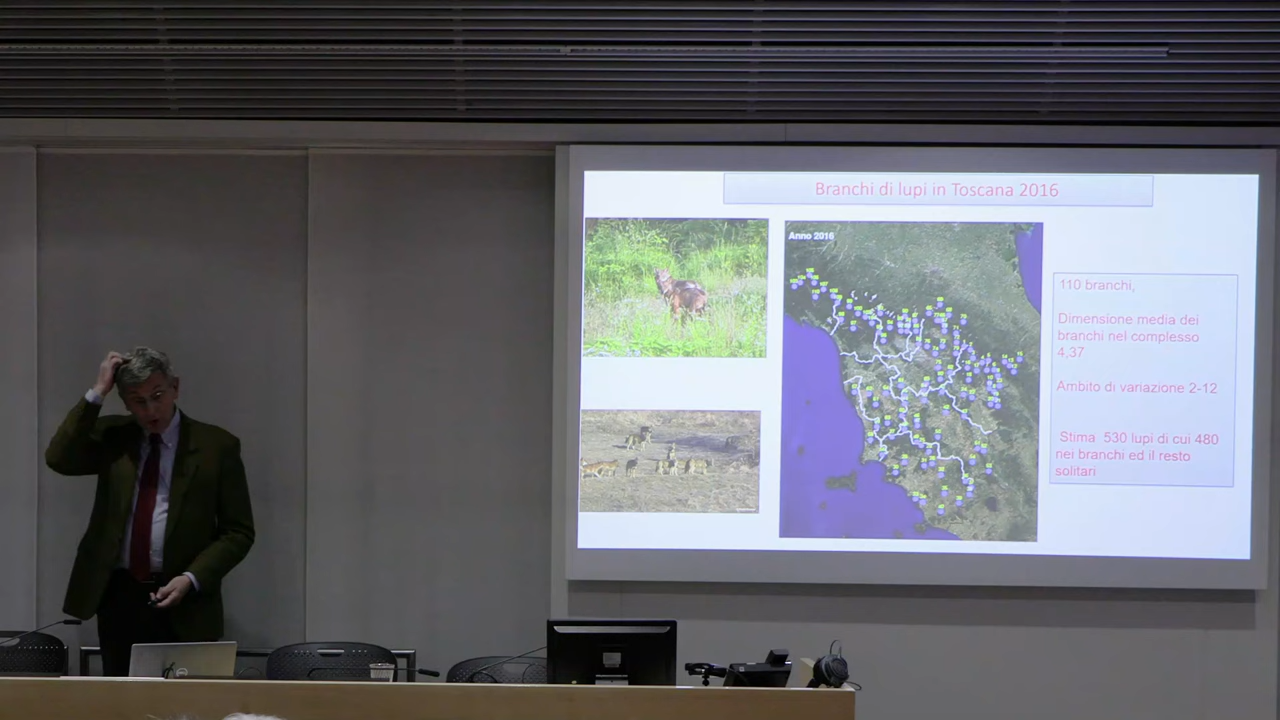 Branchi di lupi in Toscana 2016
Anno 2016
110 branchi,
Dimensione media dei
branchi nel complesso
4,37
Ambito di variazione 2-12
Stima 530 lupi di cui 480
nei branchi ed il resto
solitari